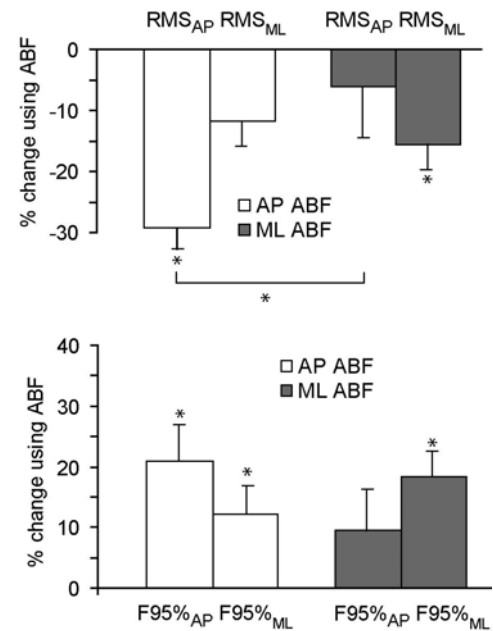 RMSAP RMSML RMSAP RMSML
0
-10
-20
-30
% change using ABF
AP ABF
ML ABF
*
*
*
40
30
20
10
0
% change using ABF
AP ABF
ML ABF
*
*
*
F95%AP F95%ML F95%AP F95%ML